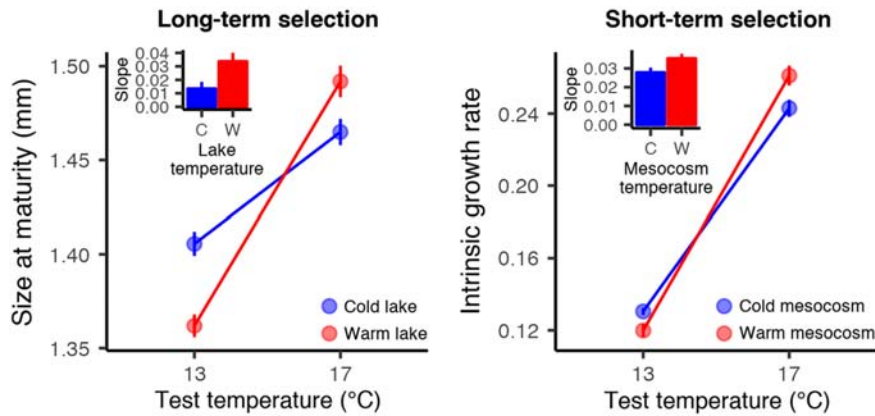 Long-term selection
Size at maturity (mm)
1.50
1.45
1.40
1.35
Slope
0.04
0.03
0.02
0.01
0.00
C W
Lake
temperature
Cold lake
Warm lake
13 17
Test temperature (°C)
Short-term selection
Intrinsic growth rate
0.24
0.20
0.16
0.12
Slope
0.03
0.02
0.01
0.00
C W
Mesocosm
temperature
Cold mesocosm
Warm mesocosm
13 17
Test temperature (°C)